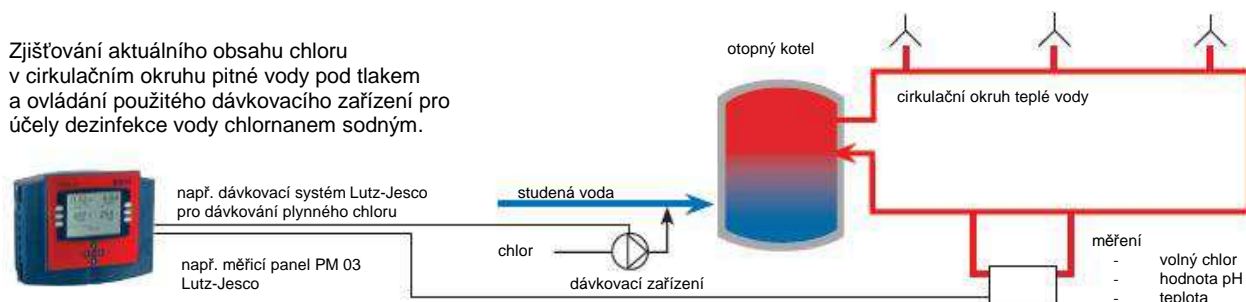 Zjišťování aktuálního obsahu chloru
v cirkulačním okruhu pitné vody pod tlakem
a ovládání použitého dávkovacího zařízení pro
účely dezinfekce vody chlornanem sodným.
otopný kotel
cirkulační okruh teplé vody
např. dávkovací systém Lutz-Jesco
pro dávkování plynného chloru
studená voda
chlor
dávkovací zařízení
např. měřicí panel PM 03
Lutz-Jesco
měření
- volný chlor
- hodnota pH
- teplota